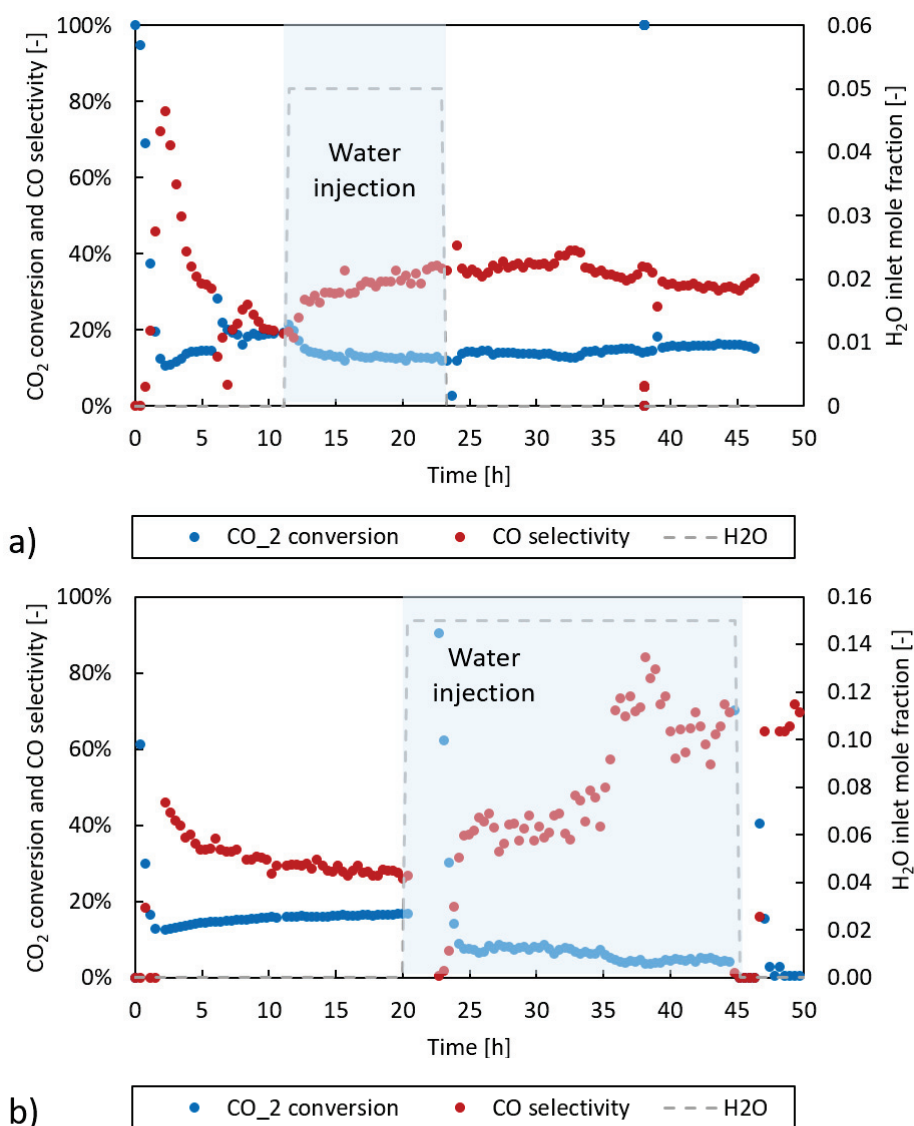 100%
80%
60%
40%
20%
0%
CO₂ conversion and CO selectivity [-]
0.06
0.05
0.04
0.03
0.02
0.01
0
H₂O inlet mole fraction [-]
Water
injection
0 5 10 15 20 25 30 35 40 45 50
Time [h]
a)
CO_2 conversion CO selectivity H2O
100%
80%
60%
40%
20%
0%
CO₂ conversion and CO selectivity [-]
0.16
0.14
0.12
0.10
0.08
0.06
0.04
0.02
0.00
H₂O inlet mole fraction [-]
Water
injection
0 5 10 15 20 25 30 35 40 45 50
Time [h]
b)
CO_2 conversion CO selectivity H2O